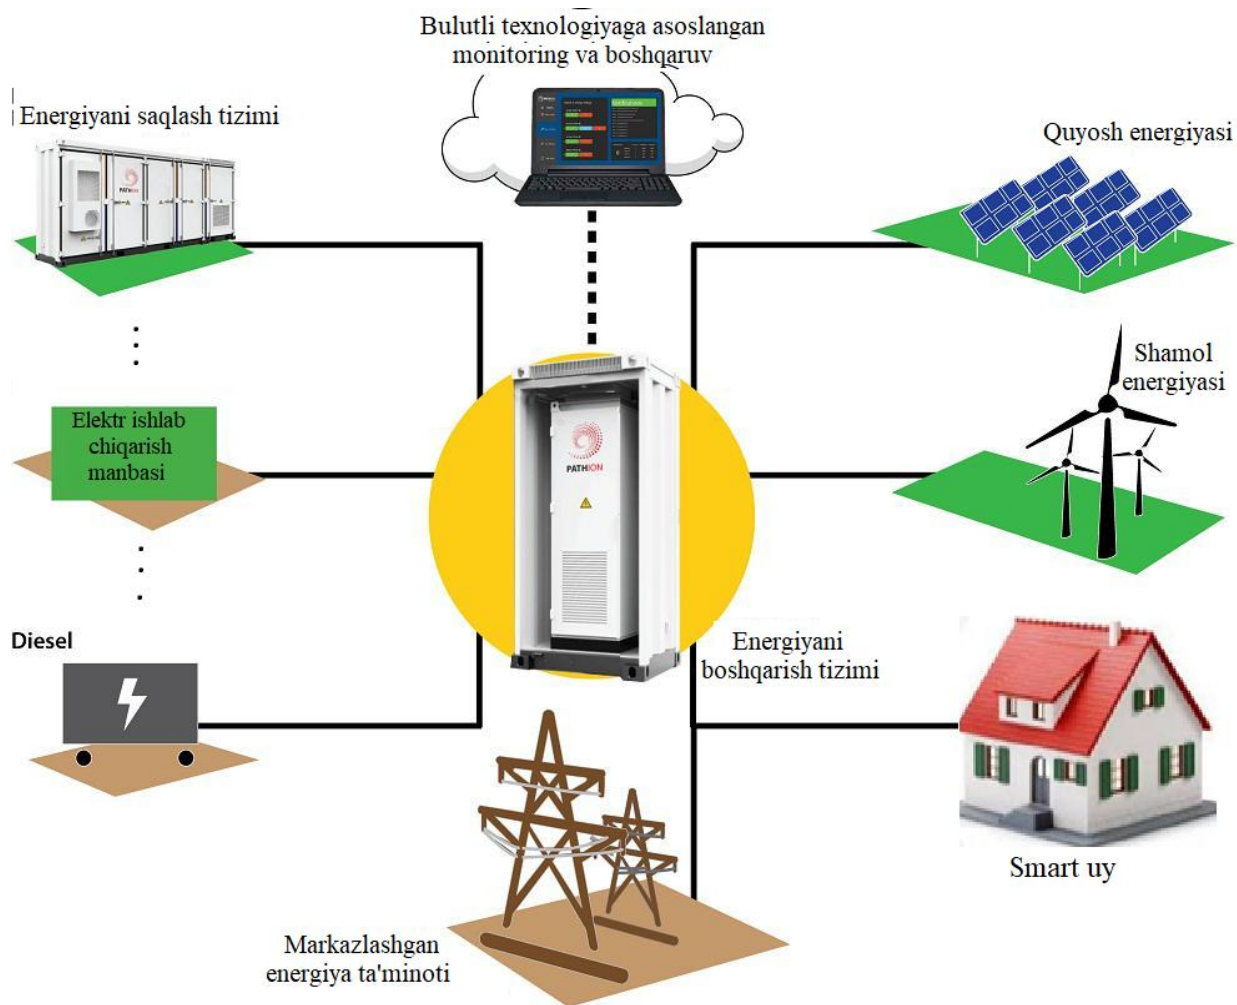 Bulutli texnologiyaga asoslangan
monitoring va boshqaruv
Energiyani saqlash tizimi
PATHION
Quyosh energiyasi
Shamol
energiyasi
Elektr ishlab
chiqarish
manbasi
PATHION
Diesel
Energiyani
boshqarish tizimi
Smart uy
Markazlashgan
energiya ta'minoti